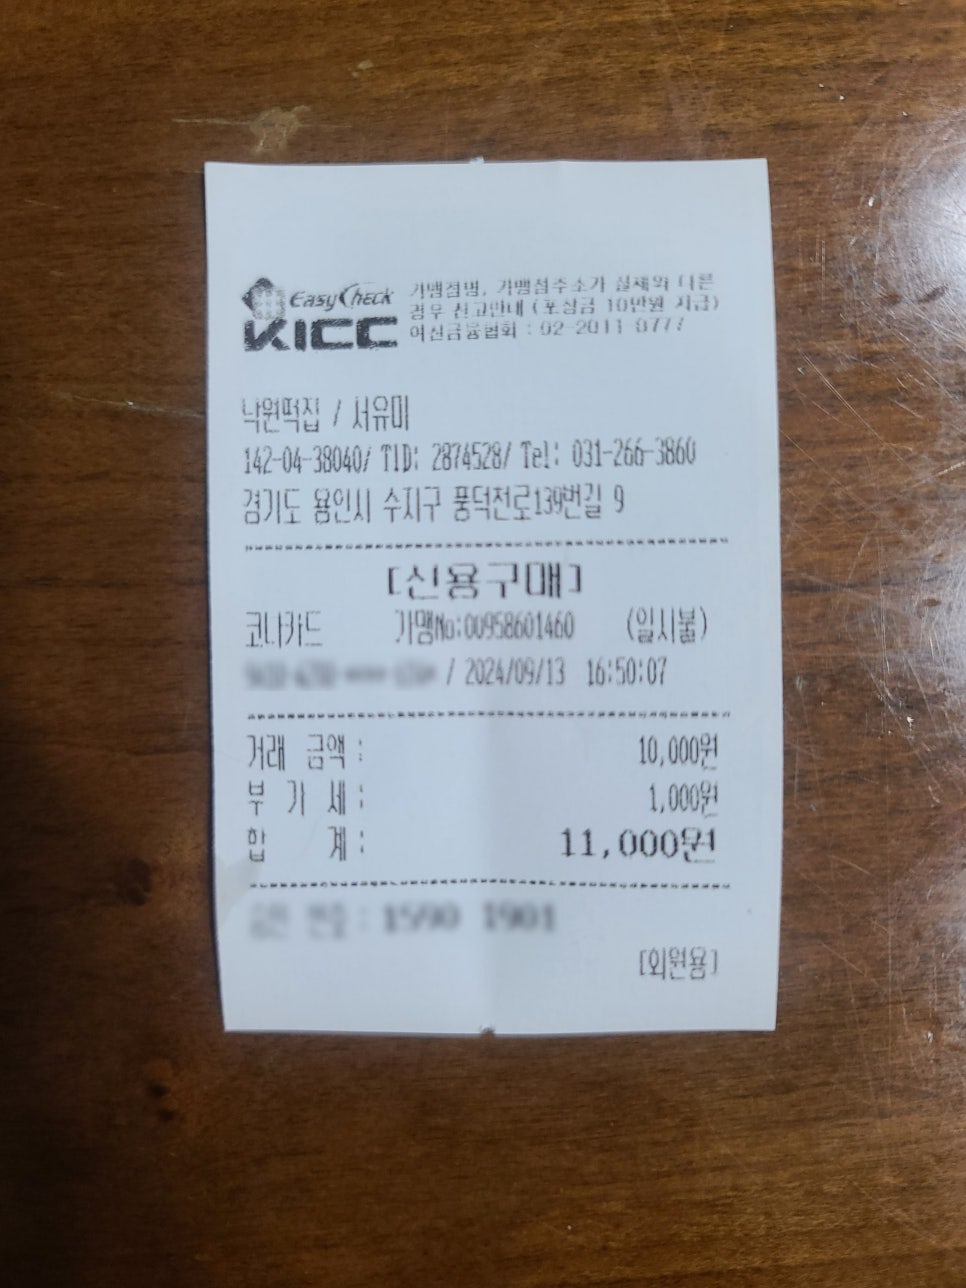 EasyCheck
KICC
가맹점명, 가맹점주소가 실제와 다른
경우 신고안내 (포상금 10만원 지급)
여신금융협회 : 02-2011-0777
낙원떡집 / 서유미
142-04-38040/ TID: 2874528/ Tel: 031-266-3860
경기도 용인시 수지구 풍덕천로139번길 9
[신용구매]
코나카드 가맹No:00958601460 (일시불)
/ 2024/09/13 16:50:07
거래 금액 : 10,000원
부 가 세 : 1,000원
합 계 : 11,000원
[회원용]